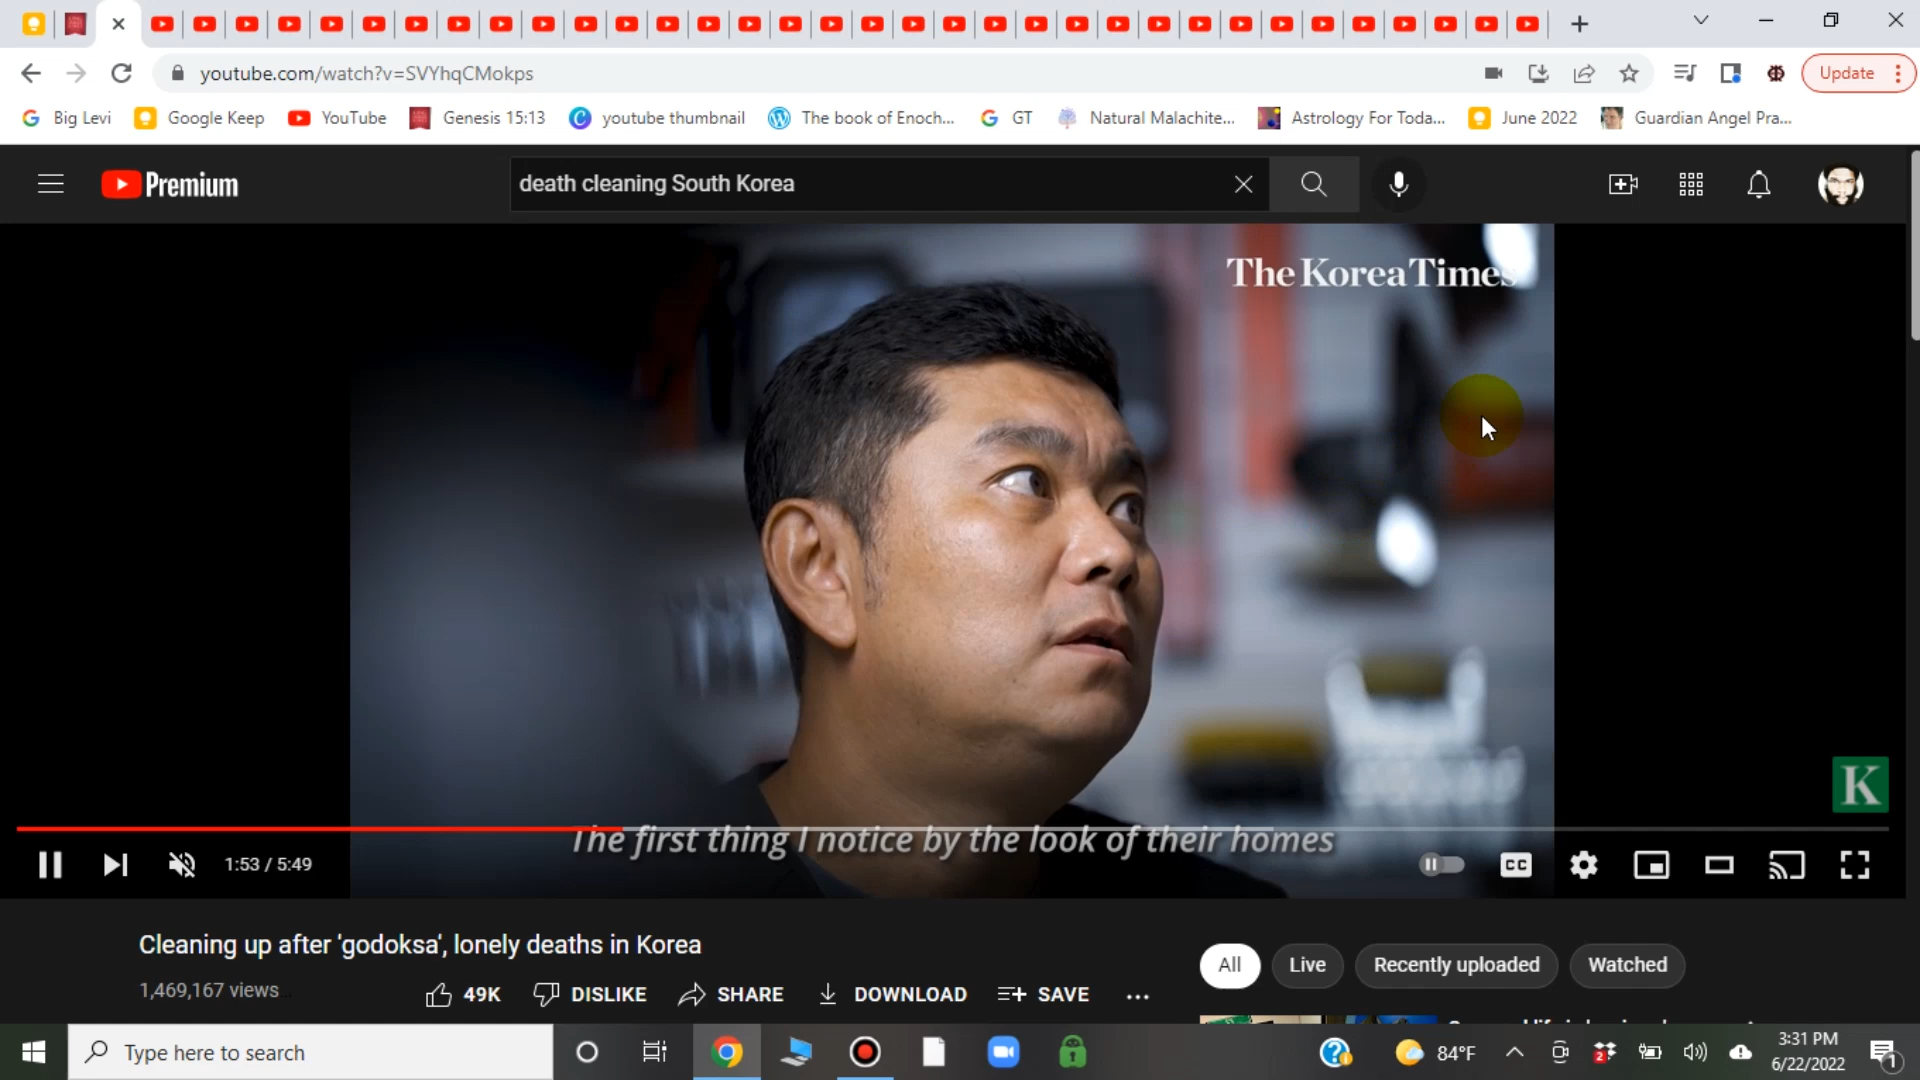 youtube.com/watch?v=SVYhqCMokps
Update
Big Levi
Google Keep
YouTube
Genesis 15:13
youtube thumbnail
The book of Enoch...
GT
Natural Malachite...
Astrology For Toda...
June 2022
Guardian Angel Pra...
Premium
death cleaning South Korea
The Korea Times
K
The first thing I notice by the look of their homes
1:53 / 5:49
CC
Cleaning up after 'godoksa', lonely deaths in Korea
1,469,167 views
49K
DISLIKE
SHARE
DOWNLOAD
SAVE
All
Live
Recently uploaded
Watched
Type here to search
84°F
3:31 PM
6/22/2022